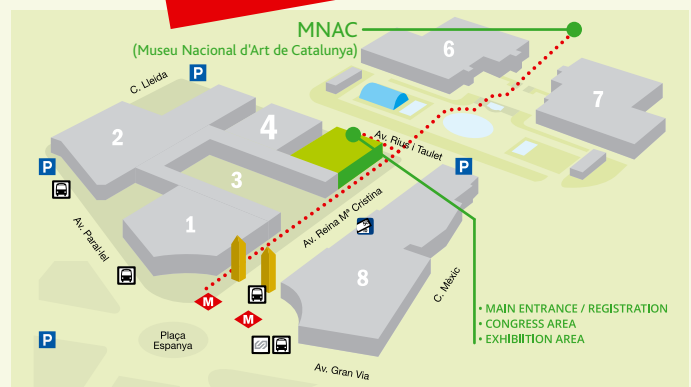 MNAC
(Museu Nacional d'Art de Catalunya)
6
7
C. Lleida
P
2
4
Av. Rius i Taulet
P
P
3
1
Av. Reina Mª Cristina
Av. Paral·lel
8
C. Mèxic
M
M
P
Plaça
Espanya
Av. Gran Via
• MAIN ENTRANCE / REGISTRATION
• CONGRESS AREA
• EXHIBIITION AREA